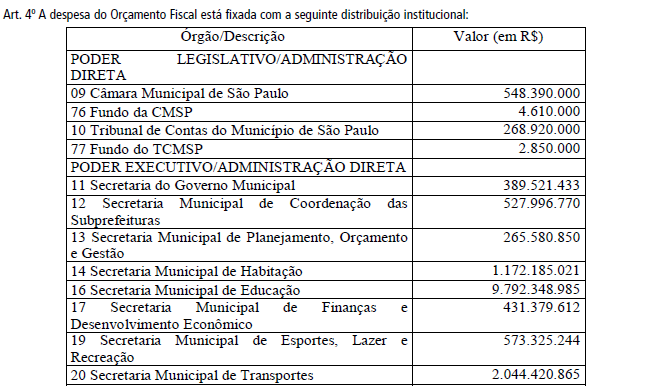 Art. 4º A despesa do Orçamento Fiscal está fixada com a seguinte distribuição institucional:
Órgão/Descrição Valor (em R$)
PODER LEGISLATIVO/ADMINISTRAÇÃO
DIRETA
09 Câmara Municipal de São Paulo 548.390.000
76 Fundo da CMSP 4.610.000
10 Tribunal de Contas do Município de São Paulo 268.920.000
77 Fundo do TCMSP 2.850.000
PODER EXECUTIVO/ADMINISTRAÇÃO DIRETA
11 Secretaria do Governo Municipal 389.521.433
12 Secretaria Municipal de Coordenação das 527.996.770
Subprefeituras
13 Secretaria Municipal de Planejamento, Orçamento 265.580.850
e Gestão
14 Secretaria Municipal de Habitação 1.172.185.021
16 Secretaria Municipal de Educação 9.792.348.985
17 Secretaria Municipal de Finanças e 431.379.612
Desenvolvimento Econômico
19 Secretaria Municipal de Esportes, Lazer e 573.325.244
Recreação
20 Secretaria Municipal de Transportes 2.044.420.865